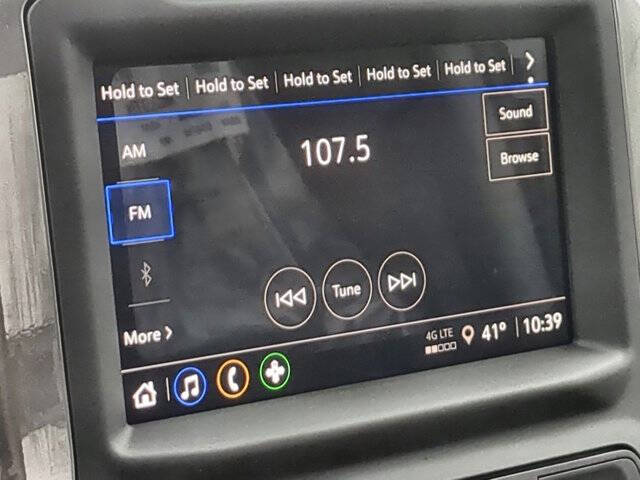 Hold to Set Hold to Set Hold to Set Hold to Set Hold to Set >
Sound
AM 107.5
Browse
FM
Tune
More >
4G LTE 41° 10:39